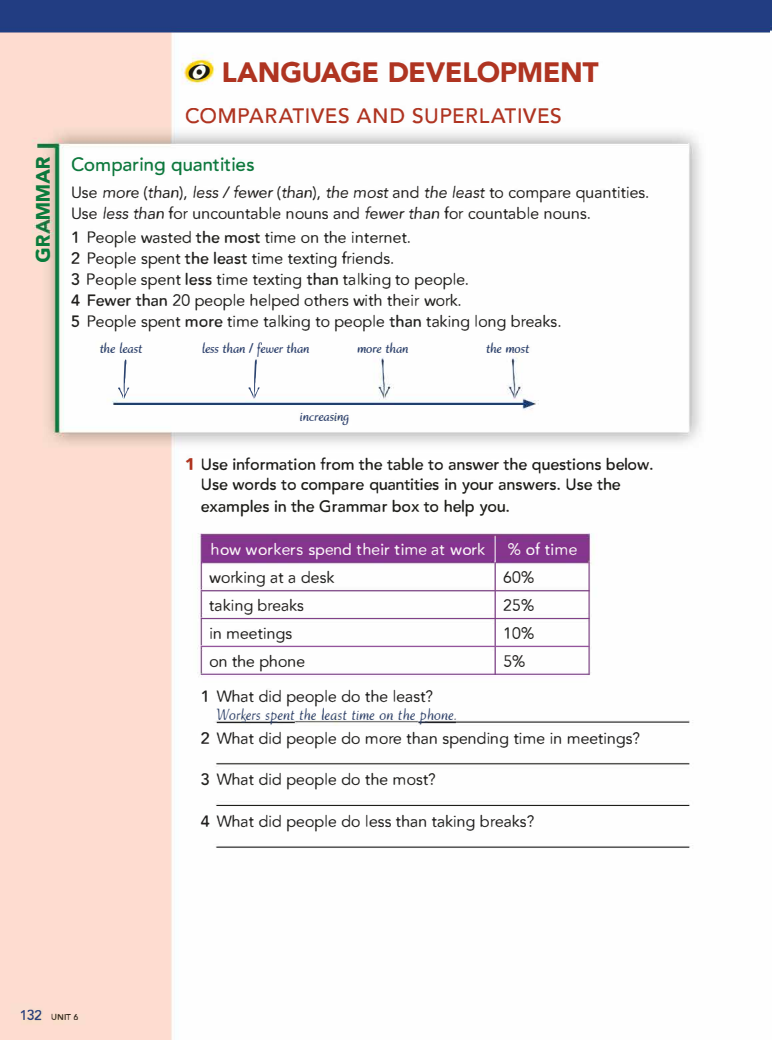 LANGUAGE DEVELOPMENT
COMPARATIVES AND SUPERLATIVES
GRAMMAR
Comparing quantities
Use more (than), less / fewer (than), the most and the least to compare quantities.
Use less than for uncountable nouns and fewer than for countable nouns.
1 People wasted the most time on the internet.
2 People spent the least time texting friends.
3 People spent less time texting than talking to people.
4 Fewer than 20 people helped others with their work.
5 People spent more time talking to people than taking long breaks.
the least less than / fewer than more than the most
increasing
1 Use information from the table to answer the questions below.
Use words to compare quantities in your answers. Use the
examples in the Grammar box to help you.
how workers spend their time at work % of time
working at a desk 60%
taking breaks 25%
in meetings 10%
on the phone 5%
1 What did people do the least?
Workers spent the least time on the phone.
2 What did people do more than spending time in meetings?
3 What did people do the most?
4 What did people do less than taking breaks?
132 UNIT 6